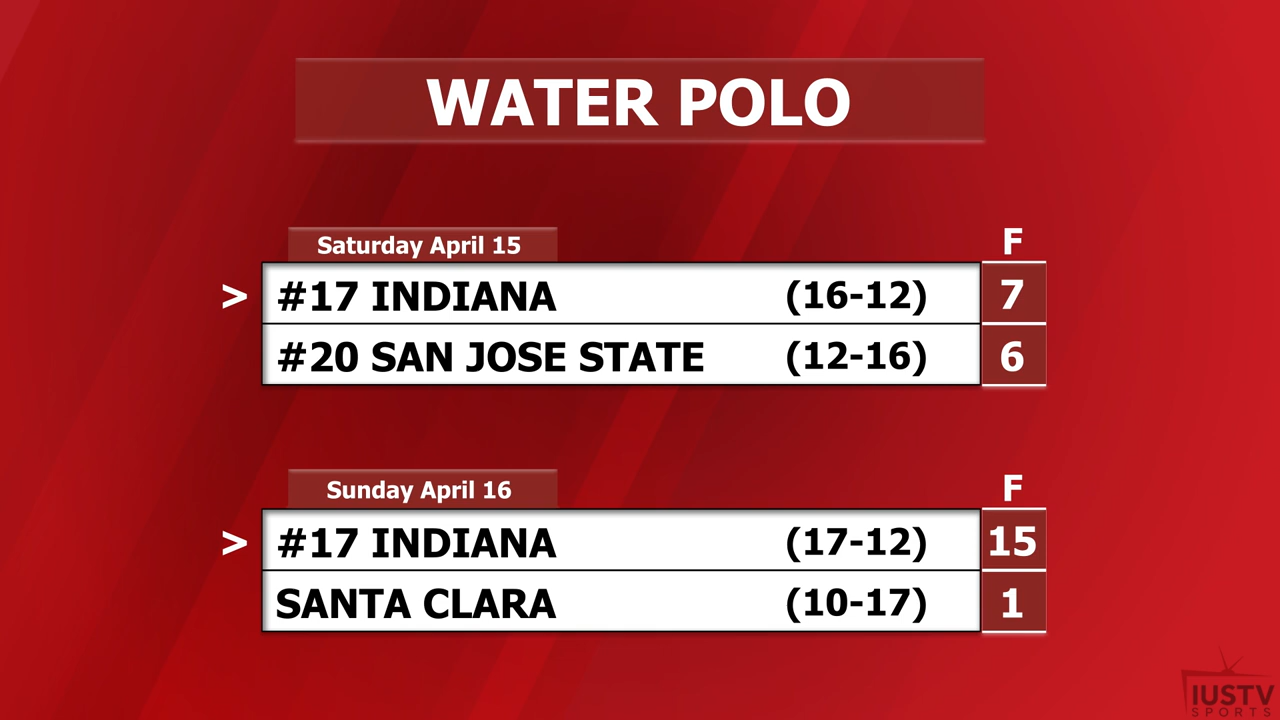 WATER POLO
Saturday April 15
F
> #17 INDIANA (16-12) 7
#20 SAN JOSE STATE (12-16) 6
Sunday April 16
F
> #17 INDIANA (17-12) 15
SANTA CLARA (10-17) 1
IUSTV
SPORTS